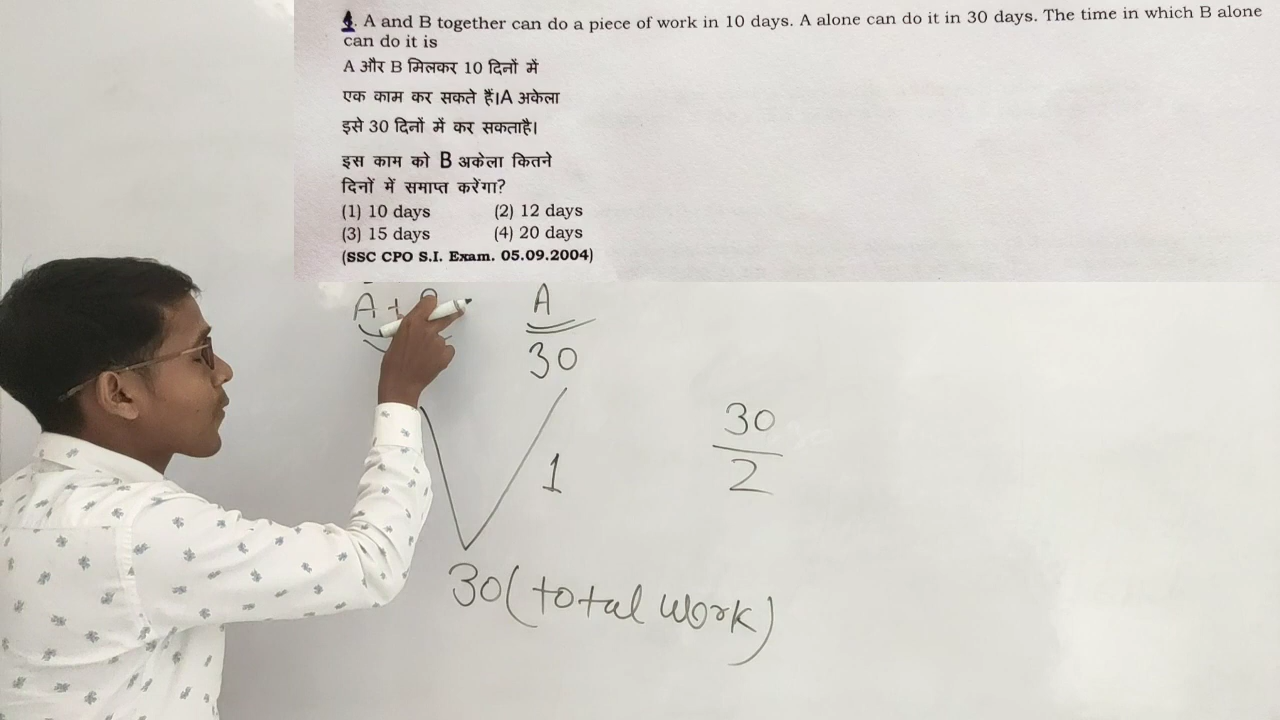 1. A and B together can do a piece of work in 10 days. A alone can do it in 30 days. The time in which B alone
can do it is
A और B मिलकर 10 दिनों में
एक काम कर सकते हैं।A अकेला
इसे 30 दिनों में कर सकताहै।
इस काम को B अकेला कितने
दिनों में समाप्त करेंगा?
(1) 10 days (2) 12 days
(3) 15 days (4) 20 days
(SSC CPO S.I. Exam. 05.09.2004)
A + A
30
30
1 2
30(total work)